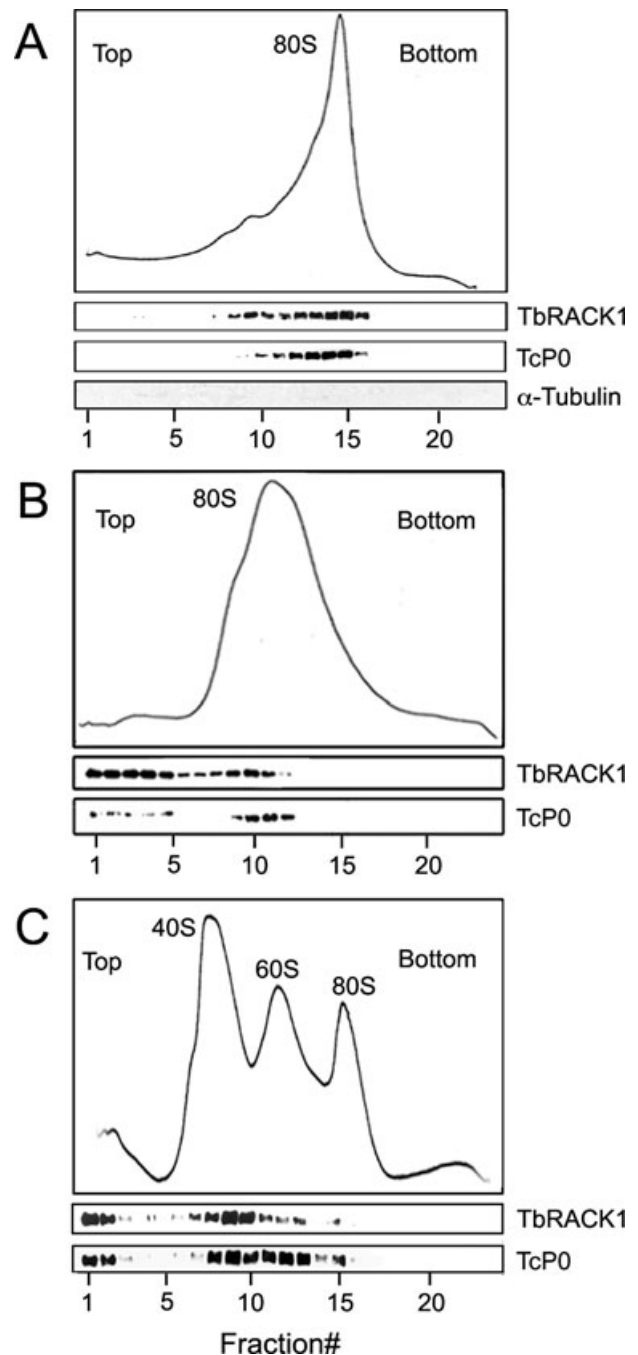 A
Top 80S Bottom
TbRACK1
TcP0
α-Tubulin
1 5 10 15 20
B
80S
Top Bottom
TbRACK1
TcP0
1 5 10 15 20
C
40S
Top 60S 80S Bottom
TbRACK1
TcP0
1 5 10 15 20
Fraction#